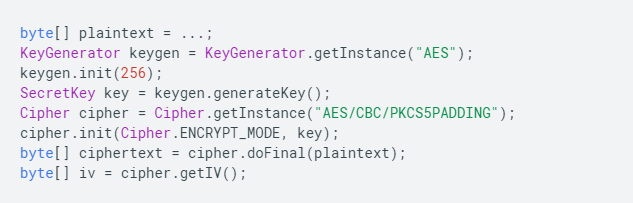 byte[] plaintext = ...;
KeyGenerator keygen = KeyGenerator.getInstance("AES");
keygen.init(256);
SecretKey key = keygen.generateKey();
Cipher cipher = Cipher.getInstance("AES/CBC/PKCS5PADDING");
cipher.init(Cipher.ENCRYPT_MODE, key);
byte[] ciphertext = cipher.doFinal(plaintext);
byte[] iv = cipher.getIV();